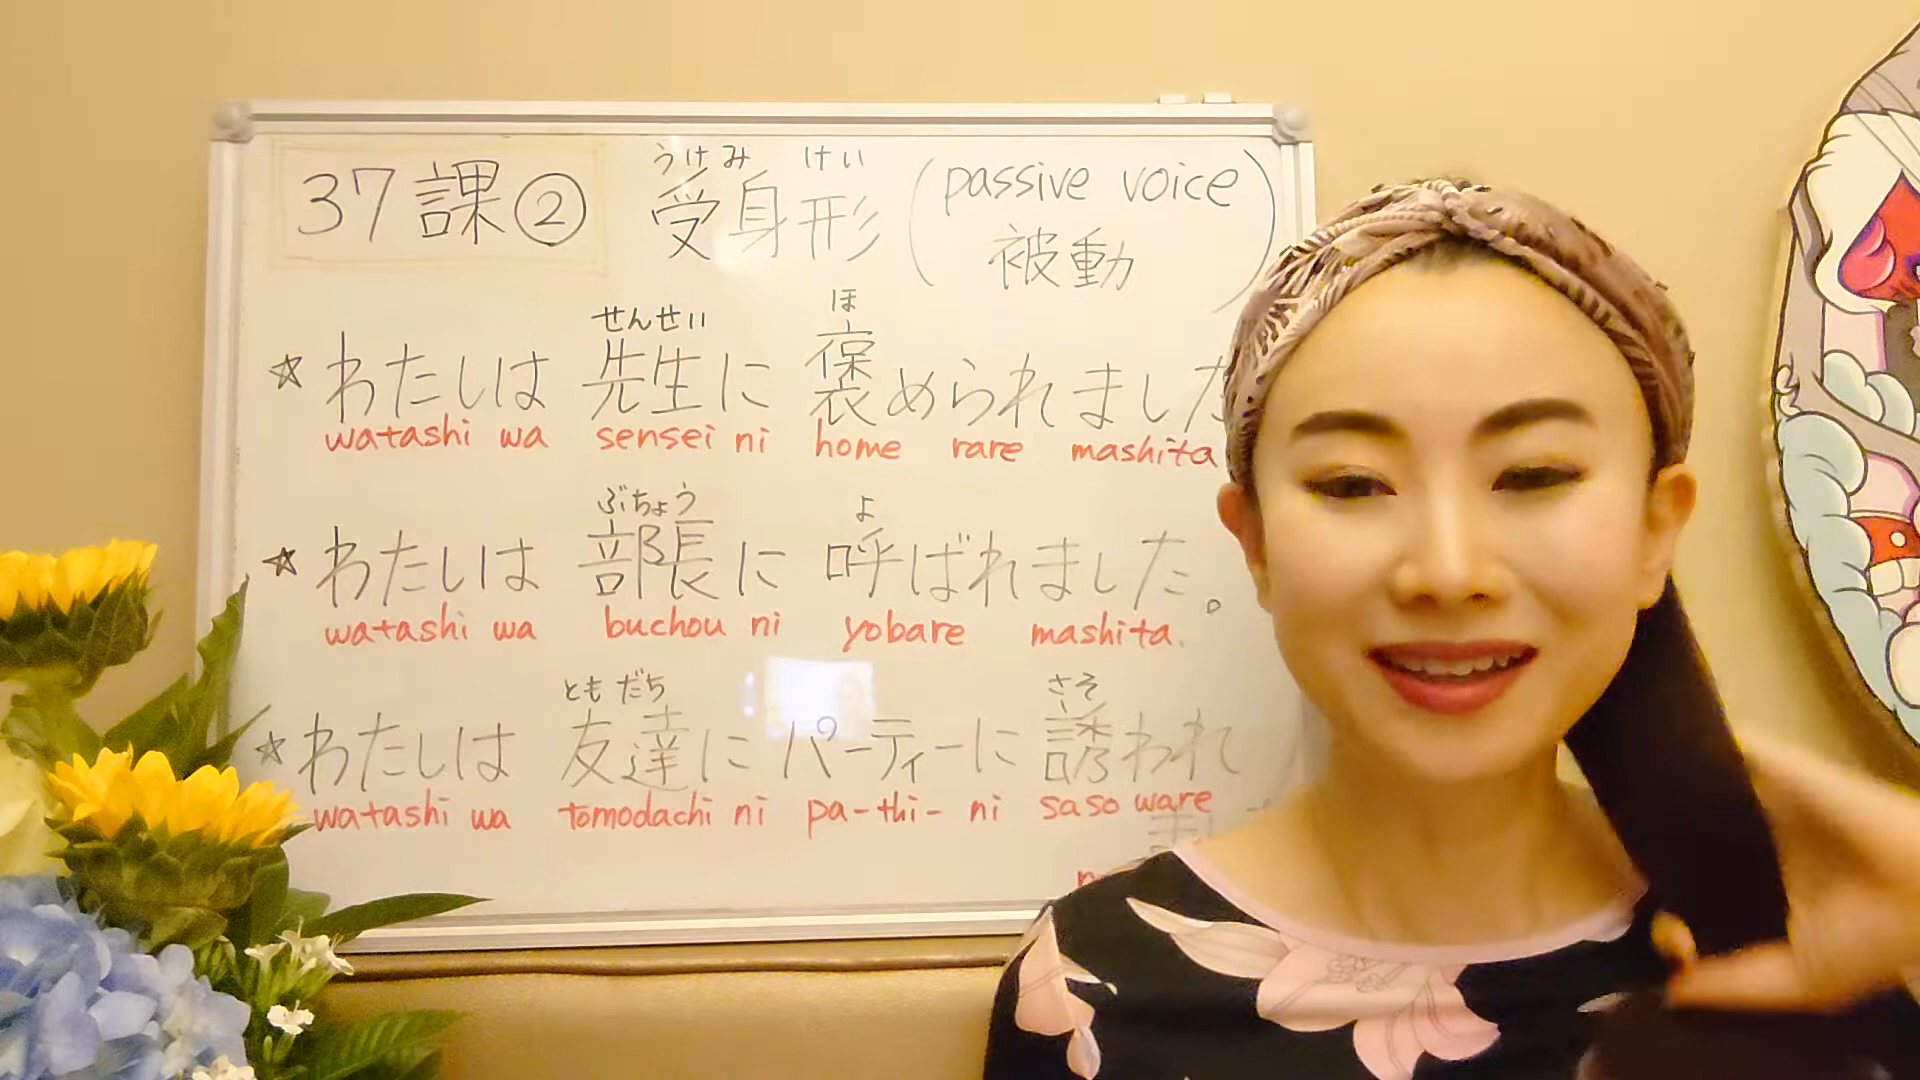 うけみ けい
37課② 受身形 (passive voice
被動)
せんせい ほ
☆ わたしは 先生に 褒められました
watashi wa sensei ni home rare mashita
ぶちょう よ
☆ わたしは 部長に 呼ばれました。
watashi wa buchou ni yobare mashita.
ともだち さそ
☆ わたしは 友達に パーティーに 誘われ
watashi wa tomodachi ni pa-thi- ni saso ware